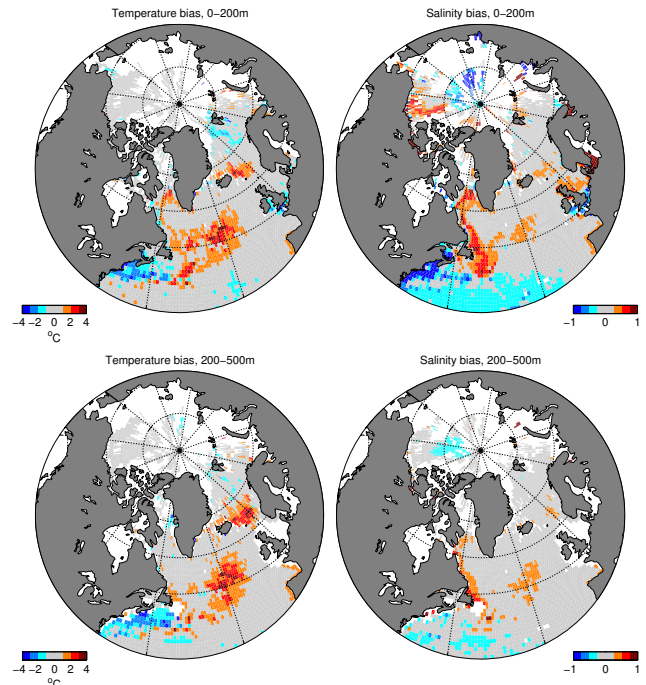 Temperature bias, 0−200m
Salinity bias, 0−200m
−4 −2 0 2 4
°C
−1 0 1
Temperature bias, 200−500m
Salinity bias, 200−500m
−4 −2 0 2 4
°C
−1 0 1